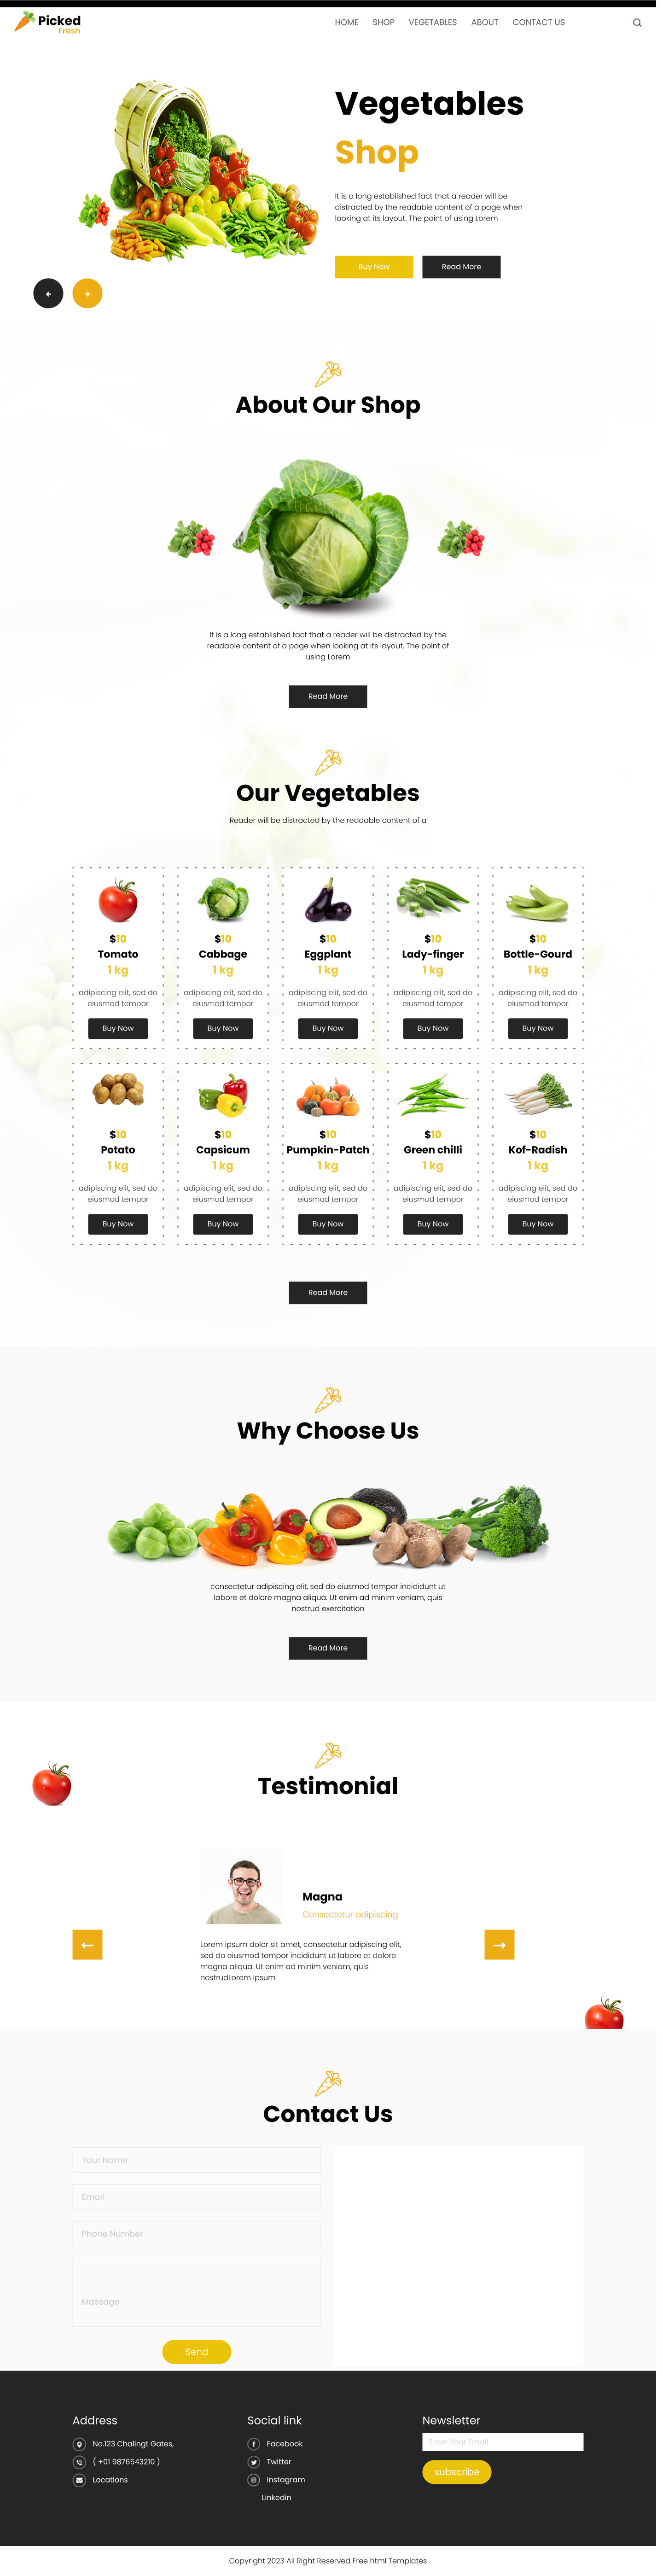 Picked
Fresh
HOME SHOP VEGETABLES ABOUT CONTACT US
Vegetables
Shop
It is a long established fact that a reader will be
distracted by the readable content of a page when
looking at its layout. The point of using Lorem
Buy Now Read More
About Our Shop
It is a long established fact that a reader will be distracted by the
readable content of a page when looking at its layout. The point of
using Lorem
Read More
Our Vegetables
Reader will be distracted by the readable content of a
$10 $10 $10 $10 $10
Tomato Cabbage Eggplant Lady-finger Bottle-Gourd
1 kg 1 kg 1 kg 1 kg 1 kg
adipiscing elit, sed do adipiscing elit, sed do adipiscing elit, sed do adipiscing elit, sed do adipiscing elit, sed do
eiusmod tempor eiusmod tempor eiusmod tempor eiusmod tempor eiusmod tempor
Buy Now Buy Now Buy Now Buy Now Buy Now
$10 $10 $10 $10 $10
Potato Capsicum Pumpkin-Patch Green chilli Kof-Radish
1 kg 1 kg 1 kg 1 kg 1 kg
adipiscing elit, sed do adipiscing elit, sed do adipiscing elit, sed do adipiscing elit, sed do adipiscing elit, sed do
eiusmod tempor eiusmod tempor eiusmod tempor eiusmod tempor eiusmod tempor
Buy Now Buy Now Buy Now Buy Now Buy Now
Read More
Why Choose Us
consectetur adipiscing elit, sed do eiusmod tempor incididunt ut
labore et dolore magna aliqua. Ut enim ad minim veniam, quis
nostrud exercitation
Read More
Testimonial
Magna
Consectetur adipiscing
Lorem ipsum dolor sit amet, consectetur adipiscing elit,
sed do eiusmod tempor incididunt ut labore et dolore
magna aliqua. Ut enim ad minim veniam, quis
nostrudLorem ipsum
Contact Us
Your Name
Email
Phone Number
Massage
Send
Address Social link Newsletter
No.123 Chalingt Gates, Facebook Enter Your Email
( +01 9876543210 ) Twitter subscribe
Locations Instagram
Linkedin
Copyright 2023 All Right Reserved Free html Templates